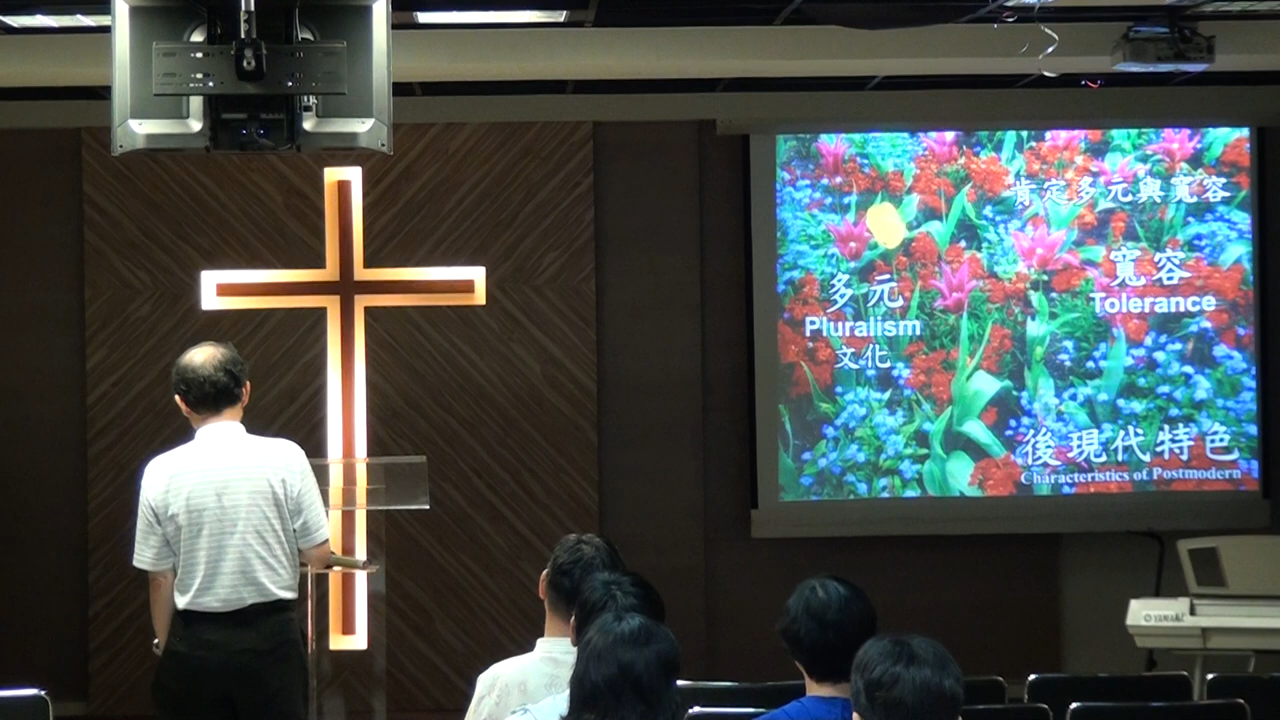 肯定多元與寬容
寬容
Tolerance
多元
Pluralism
文化
後現代特色
Characteristics of Postmodern
YAMAHA